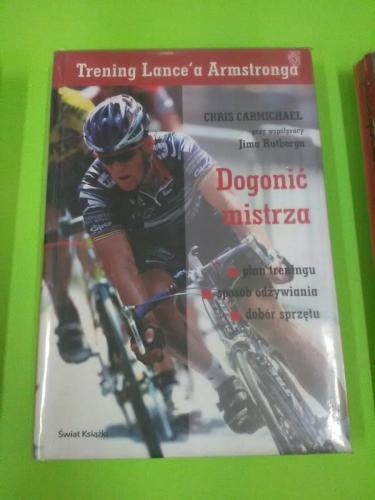 Trening Lance'a Armstronga
CHRIS CARMICHAEL
przy współpracy
Jima Rutberga
Dogonić
mistrza
plan treningu
sposób odżywiania
dobór sprzętu
Świat Książki